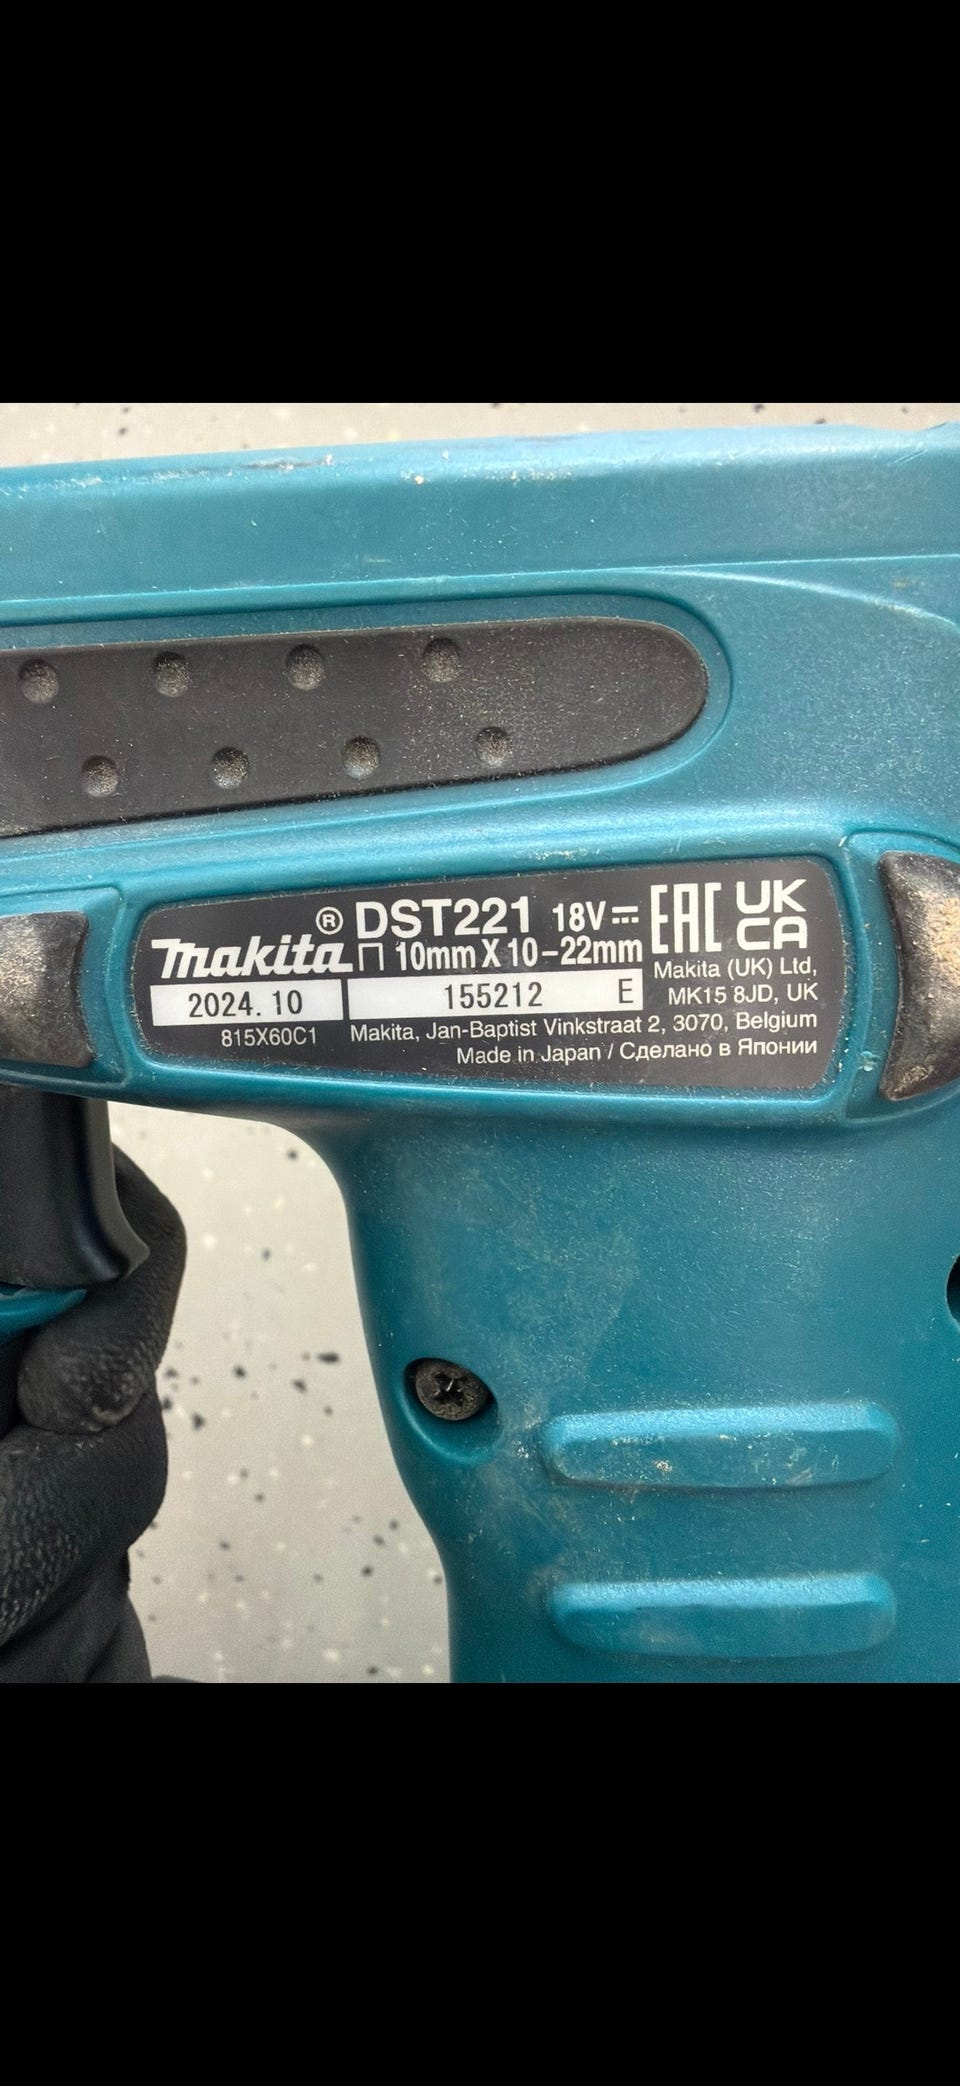 makita® DST221 18V⎓
⊓ 10mm X 10-22mm
EAC UK CA
2024. 10 155212 E
Makita (UK) Ltd,
MK15 8JD, UK
815X60C1 Makita, Jan-Baptist Vinkstraat 2, 3070, Belgium
Made in Japan / Сделано в Японии